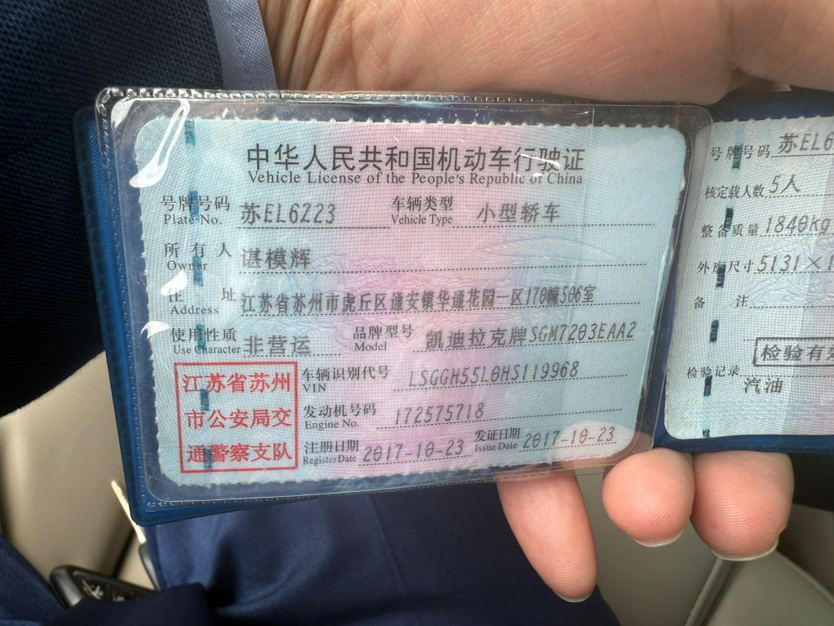 中华人民共和国机动车行驶证
Vehicle License of the People's Republic of China
号牌号码 苏EL6Z23 车辆类型 小型轿车
Plate No. Vehicle Type
所有人 谌模辉
Owner
住址 江苏省苏州市虎丘区通安镇华通花园一区170幢506室
Address
使用性质 非营运 品牌型号 凯迪拉克牌SGM7203EAA2
Use Character Model
江苏省苏州
市公安局交
通警察支队
车辆识别代号 LSGGH55L0HS119968
VIN
发动机号码 172575718
Engine No.
注册日期 2017-10-23 发证日期 2017-10-23
Register Date Issue Date
号牌号码 苏EL6
核定载人数 5人
整备质量 1840kg
外廓尺寸 5131×1
备注
检验有效
检验记录
汽油